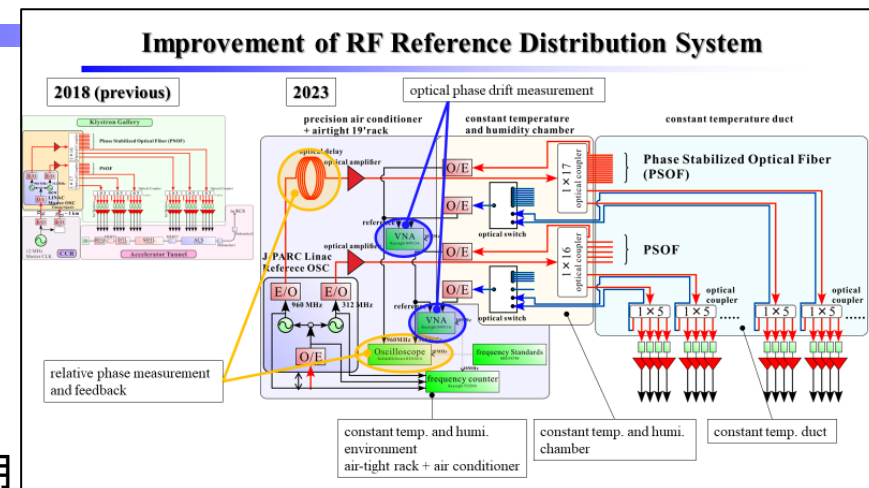 Improvement of RF Reference Distribution System
2018 (previous)
2023
optical phase drift measurement
Klystron Gallery
Phase Stabilized Optical Fiber (PSOF)
PSOF
CCR
Accelerator Tunnel
precision air conditioner
+ airtight 19'rack
constant temperature
and humidity chamber
constant temperature duct
optical delay
optical amplifier
O/E
1×17
optical coupler
Phase Stabilized Optical Fiber
(PSOF)
O/E
reference
VNA
optical switch
optical amplifier
O/E
1×16
optical coupler
PSOF
J-PARC Linac
Referece OSC
E/O
E/O
960 MHz
312 MHz
O/E
reference
VNA
optical switch
optical
coupler
optical
coupler
1×5
1×5
.....
1×5
1×5
.....
960MHz
Oscilloscope
frequency Standards
O/E
frequency counter
relative phase measurement
and feedback
constant temp. and humi.
environment
air-tight rack + air conditioner
constant temp. and humi.
chamber
constant temp. duct